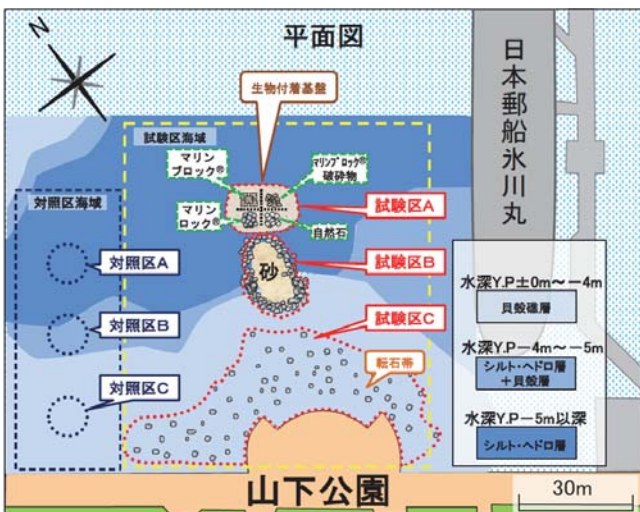 平面図
N
生物付着基盤
日本郵船氷川丸
試験区海域
マリン
ブロック®
マリンブロック®
破砕物
試験区A
対照区海域
マリン
ロック®
自然石
対照区A
砂
試験区B
水深Y.P±0m～－4m
貝殻礁層
対照区B
試験区C
水深Y.P－4m～－5m
シルト・ヘドロ層
＋貝殻層
転石帯
対照区C
水深Y.P－5m以深
シルト・ヘドロ層
山下公園
30m